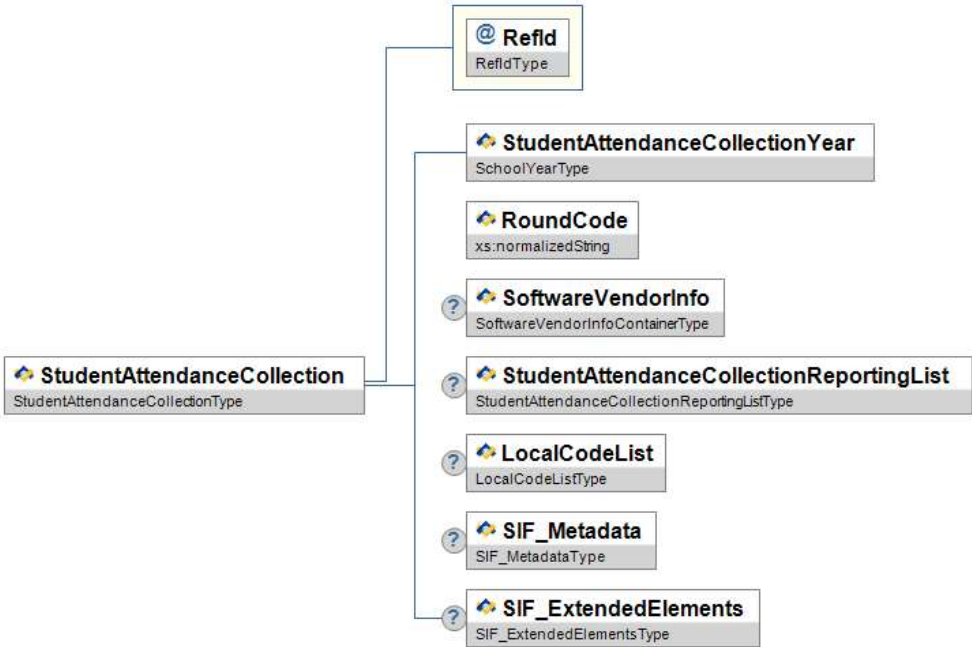 @ RefId
RefIdType
StudentAttendanceCollectionYear
SchoolYearType
RoundCode
xs:normalizedString
? SoftwareVendorInfo
SoftwareVendorInfoContainerType
StudentAttendanceCollection
StudentAttendanceCollectionType
? StudentAttendanceCollectionReportingList
StudentAttendanceCollectionReportingListType
? LocalCodeList
LocalCodeListType
? SIF_Metadata
SIF_MetadataType
? SIF_ExtendedElements
SIF_ExtendedElementsType